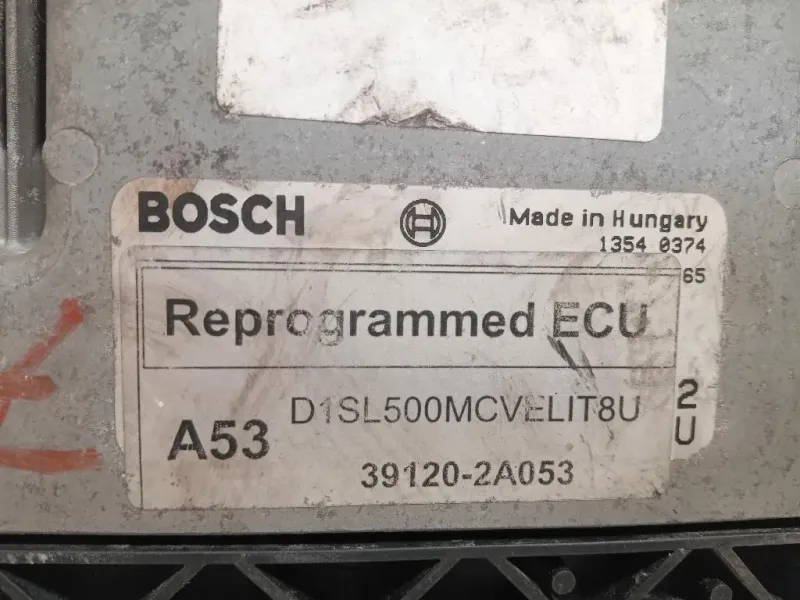 BOSCH
Made in Hungary
1354 0374
65
Reprogrammed ECU
A53
D1SL500MCVELIT8U
39120-2A053
2
U